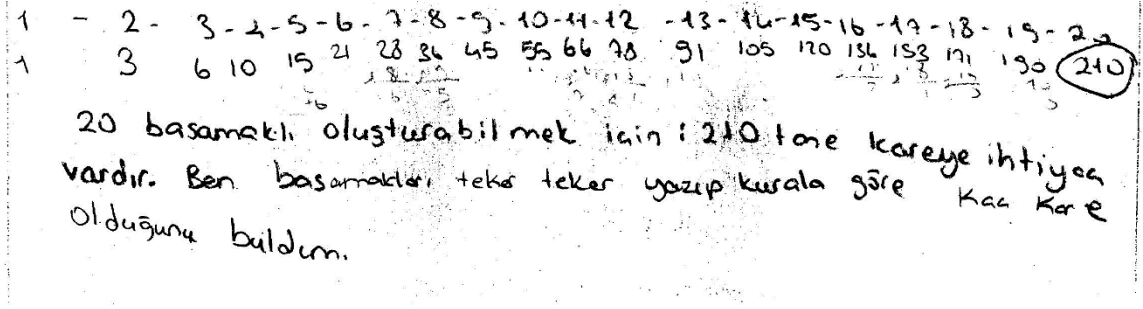 1 - 2 - 3 - 4 - 5 - 6 - 7 - 8 - 9 - 10 - 11 - 12 - 13 - 14 - 15 - 16 - 17 - 18 - 19 - 20
1 3 6 10 15 21 28 36 45 55 66 78 91 105 120 136 153 171 190 210
20 basamaklı oluşturabilmek için : 210 tane kareye ihtiyaç
vardır. Ben basamakları teker teker yazıp kurala göre kaç kare
olduğunu buldum.